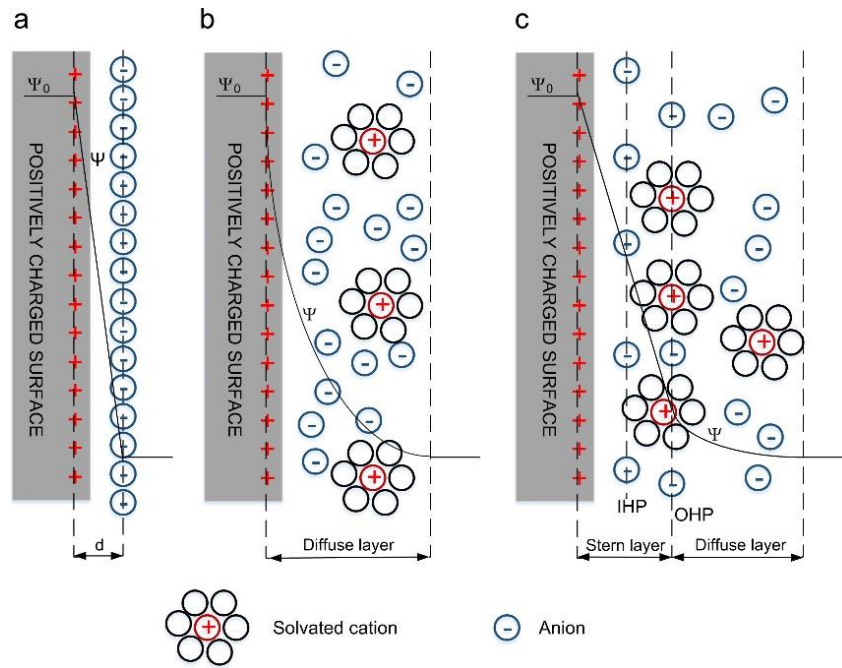 a
b
c
Ψ₀
Ψ
POSITIVELY CHARGED SURFACE
d
Ψ₀
Ψ
POSITIVELY CHARGED SURFACE
Diffuse layer
Ψ₀
Ψ
POSITIVELY CHARGED SURFACE
IHP
OHP
Stern layer
Diffuse layer
Solvated cation
Anion